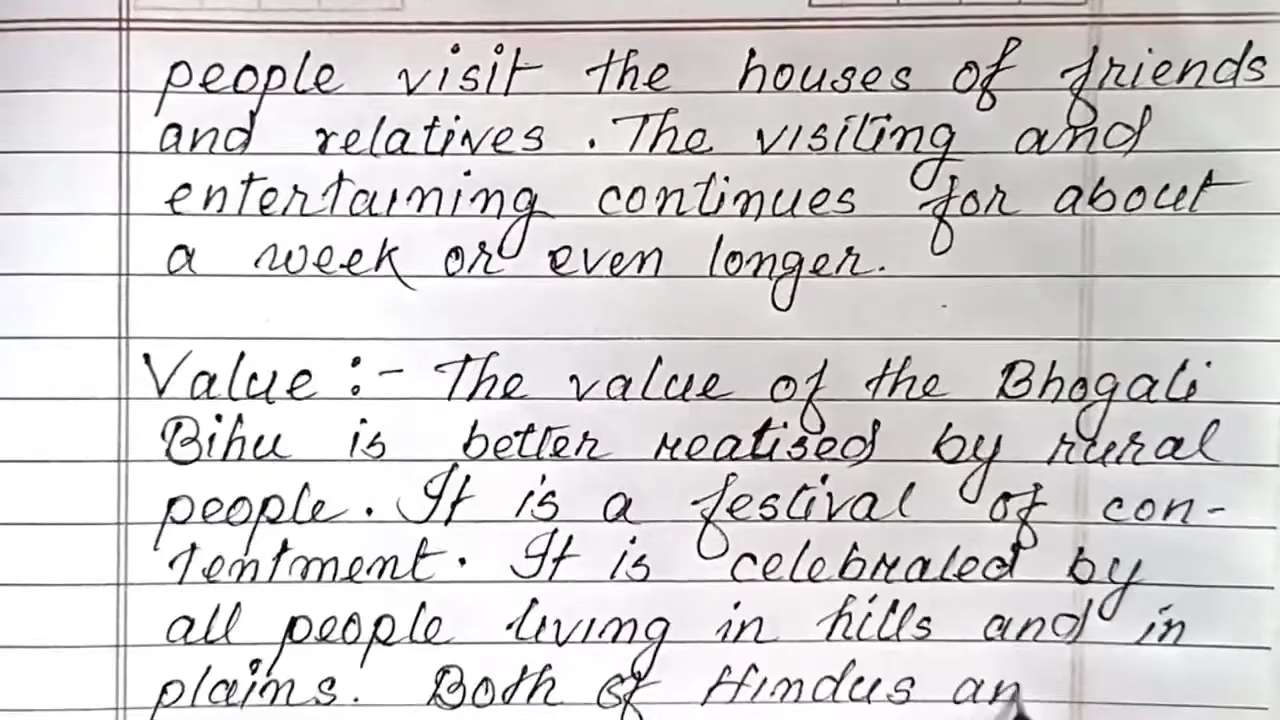 people visit the houses of friends
and relatives. The visiting and
entertaining continues for about
a week or even longer.
Value :- The value of the Bhogali
Bihu is better realised by rural
people. It is a festival of con-
tentment. It is celebrated by
all people living in hills and in
plains. Both of Hindus an